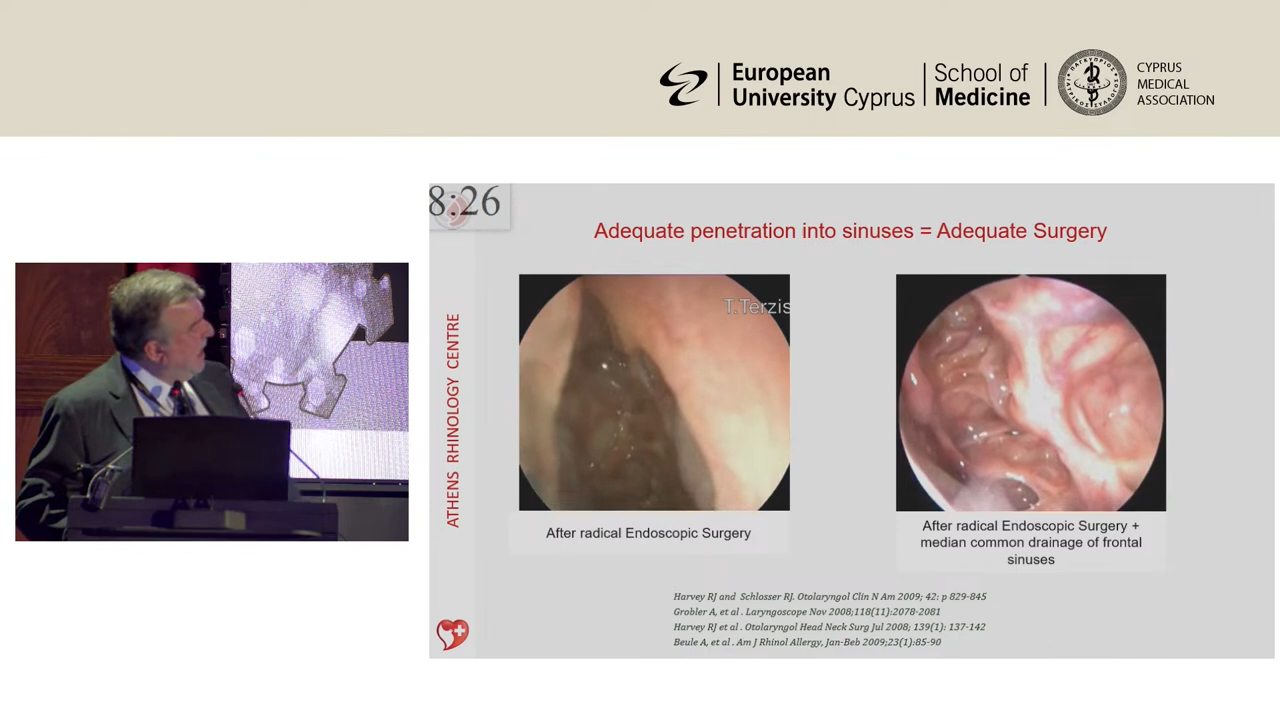 European
University Cyprus
School of
Medicine
CYPRUS
MEDICAL
ASSOCIATION
ΠΑΓΚΥΠΡΙΟΣ
ΙΑΤΡΙΚΟΣ ΣΥΛΛΟΓΟΣ
8:26
Adequate penetration into sinuses = Adequate Surgery
ATHENS RHINOLOGY CENTRE
T.Terzis
After radical Endoscopic Surgery
After radical Endoscopic Surgery +
median common drainage of frontal
sinuses
Harvey RJ and Schlosser RJ. Otolaryngol Clin N Am 2009; 42: p 829-845
Grobler A, et al . Laryngoscope Nov 2008;118(11):2078-2081
Harvey RJ et al . Otolaryngol Head Neck Surg Jul 2008; 139(1): 137-142
Beule A, et al . Am J Rhinol Allergy, Jan-Beb 2009;23(1):85-90